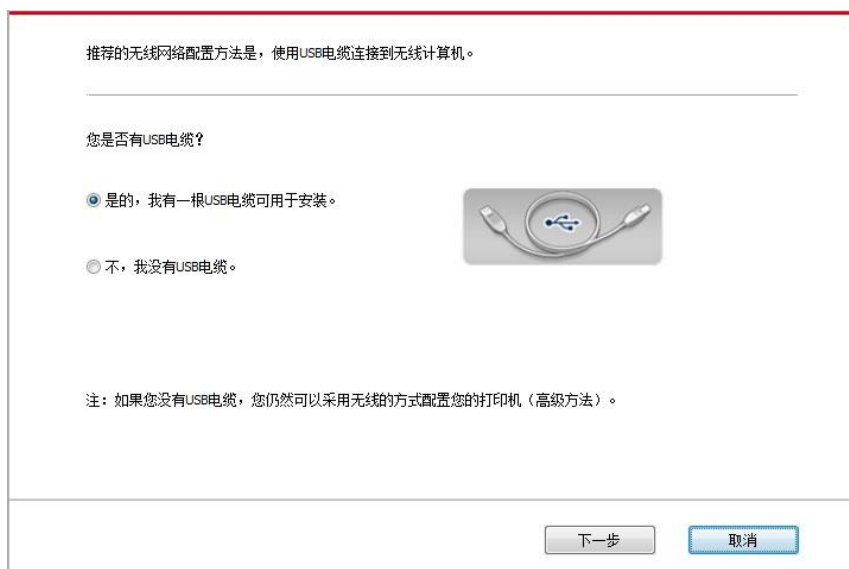 推荐的无线网络配置方法是，使用USB电缆连接到无线计算机。
您是否有USB电缆？
是的，我有一根USB电缆可用于安装。
不，我没有USB电缆。
注：如果您没有USB电缆，您仍然可以采用无线的方式配置您的打印机（高级方法）。
下一步
取消